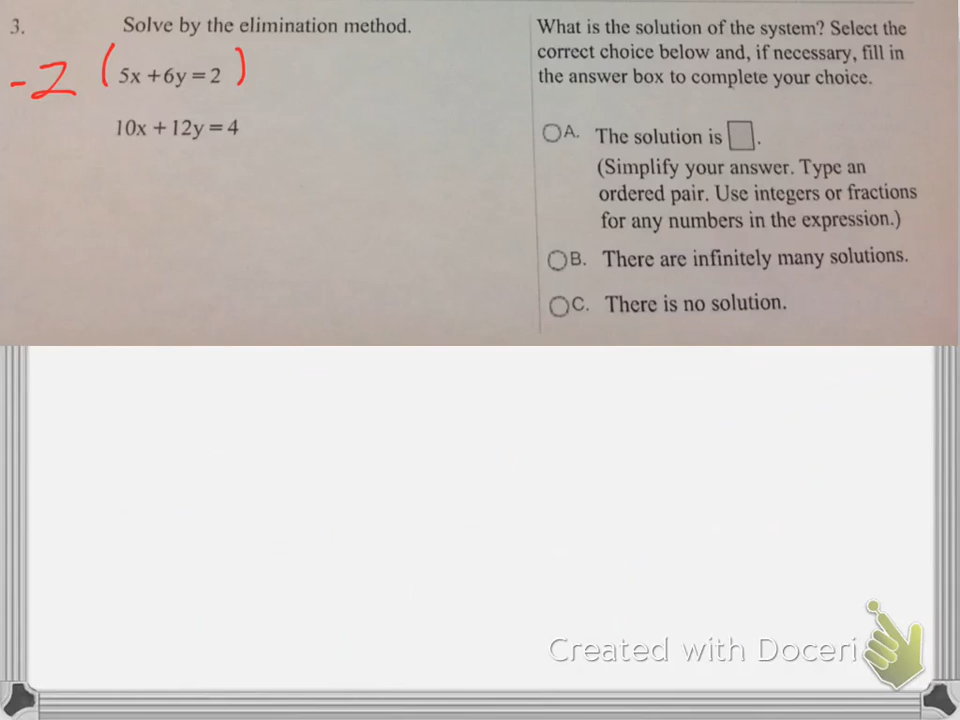 3. Solve by the elimination method.
-2 (5x + 6y = 2)
10x + 12y = 4
What is the solution of the system? Select the
correct choice below and, if necessary, fill in
the answer box to complete your choice.
A. The solution is □.
(Simplify your answer. Type an
ordered pair. Use integers or fractions
for any numbers in the expression.)
B. There are infinitely many solutions.
C. There is no solution.
Created with Doceri